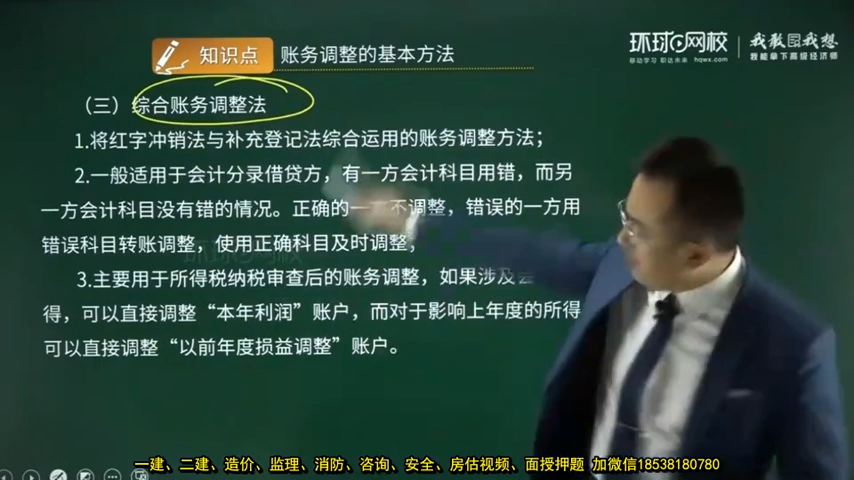 知识点
账务调整的基本方法
环球网校
移动学习 职达未来 hqwx.com
我敢我想
我能拿下高级经济师
（三）综合账务调整法
1.将红字冲销法与补充登记法综合运用的账务调整方法；
2.一般适用于会计分录借贷方，有一方会计科目用错，而另
一方会计科目没有错的情况。正确的一方不调整，错误的一方用
错误科目转账调整，使用正确科目及时调整；
3.主要用于所得税纳税审查后的账务调整，如果涉及会
得，可以直接调整“本年利润”账户，而对于影响上年度的所得
可以直接调整“以前年度损益调整”账户。
一建、二建、造价、监理、消防、咨询、安全、房估视频、面授押题 加微信18538180780